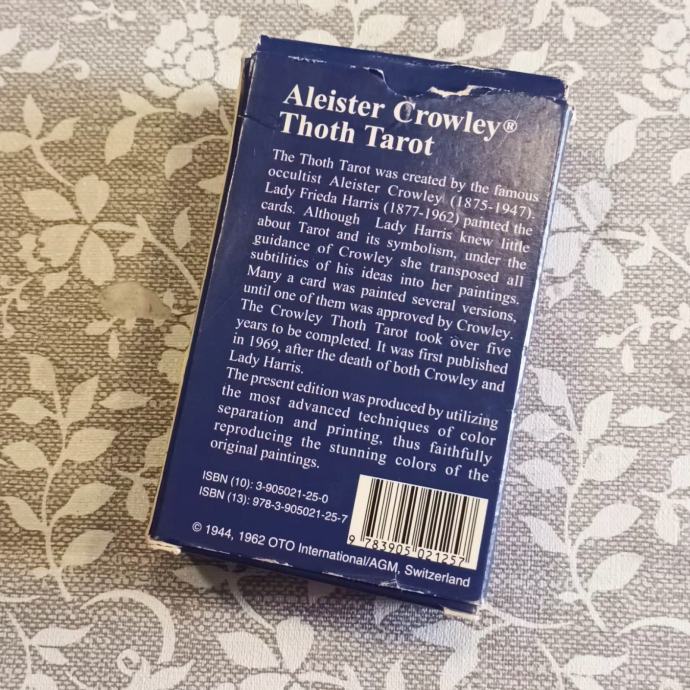 Aleister Crowley®
Thoth Tarot
The Thoth Tarot was created by the famous
occultist Aleister Crowley (1875-1947).
Lady Frieda Harris (1877-1962) painted the
cards. Although Lady Harris knew little
about Tarot and its symbolism, under the
guidance of Crowley she transposed all
subtilities of his ideas into her paintings.
Many a card was painted several versions,
until one of them was approved by Crowley.
The Crowley Thoth Tarot took over five
years to be completed. It was first published
in 1969, after the death of both Crowley and
Lady Harris.
The present edition was produced by utilizing
the most advanced techniques of color
separation and printing, thus faithfully
reproducing the stunning colors of the
original paintings.
ISBN (10): 3-905021-25-0
ISBN (13): 978-3-905021-25-7
9 783905 021257
© 1944, 1962 OTO International/AGM, Switzerland